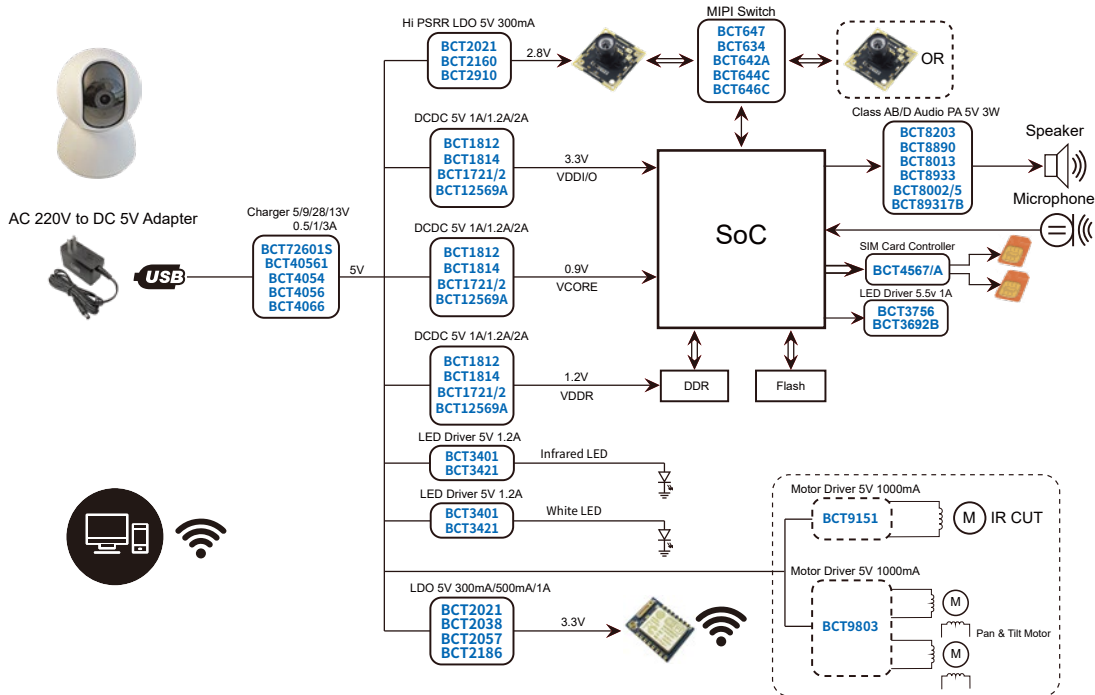 Hi PSRR LDO 5V 300mA
BCT2021
BCT2160
BCT2910
2.8V
MIPI Switch
BCT647
BCT634
BCT642A
BCT644C
BCT646C
OR
DCDC 5V 1A/1.2A/2A
BCT1812
BCT1814
BCT1721/2
BCT12569A
3.3V
VDDI/O
Class AB/D Audio PA 5V 3W
BCT8203
BCT8890
BCT8013
BCT8933
BCT8002/5
BCT89317B
Speaker
Microphone
SoC
AC 220V to DC 5V Adapter
USB
Charger 5/9/28/13V
0.5/1/3A
BCT72601S
BCT40561
BCT4054
BCT4056
BCT4066
5V
DCDC 5V 1A/1.2A/2A
BCT1812
BCT1814
BCT1721/2
BCT12569A
0.9V
VCORE
SIM Card Controller
BCT4567/A
LED Driver 5.5v 1A
BCT3756
BCT3692B
DCDC 5V 1A/1.2A/2A
BCT1812
BCT1814
BCT1721/2
BCT12569A
1.2V
VDDR
DDR
Flash
LED Driver 5V 1.2A
BCT3401
BCT3421
Infrared LED
LED Driver 5V 1.2A
BCT3401
BCT3421
White LED
Motor Driver 5V 1000mA
BCT9151
M
IR CUT
Motor Driver 5V 1000mA
BCT9803
M
Pan & Tilt Motor
M
LDO 5V 300mA/500mA/1A
BCT2021
BCT2038
BCT2057
BCT2186
3.3V